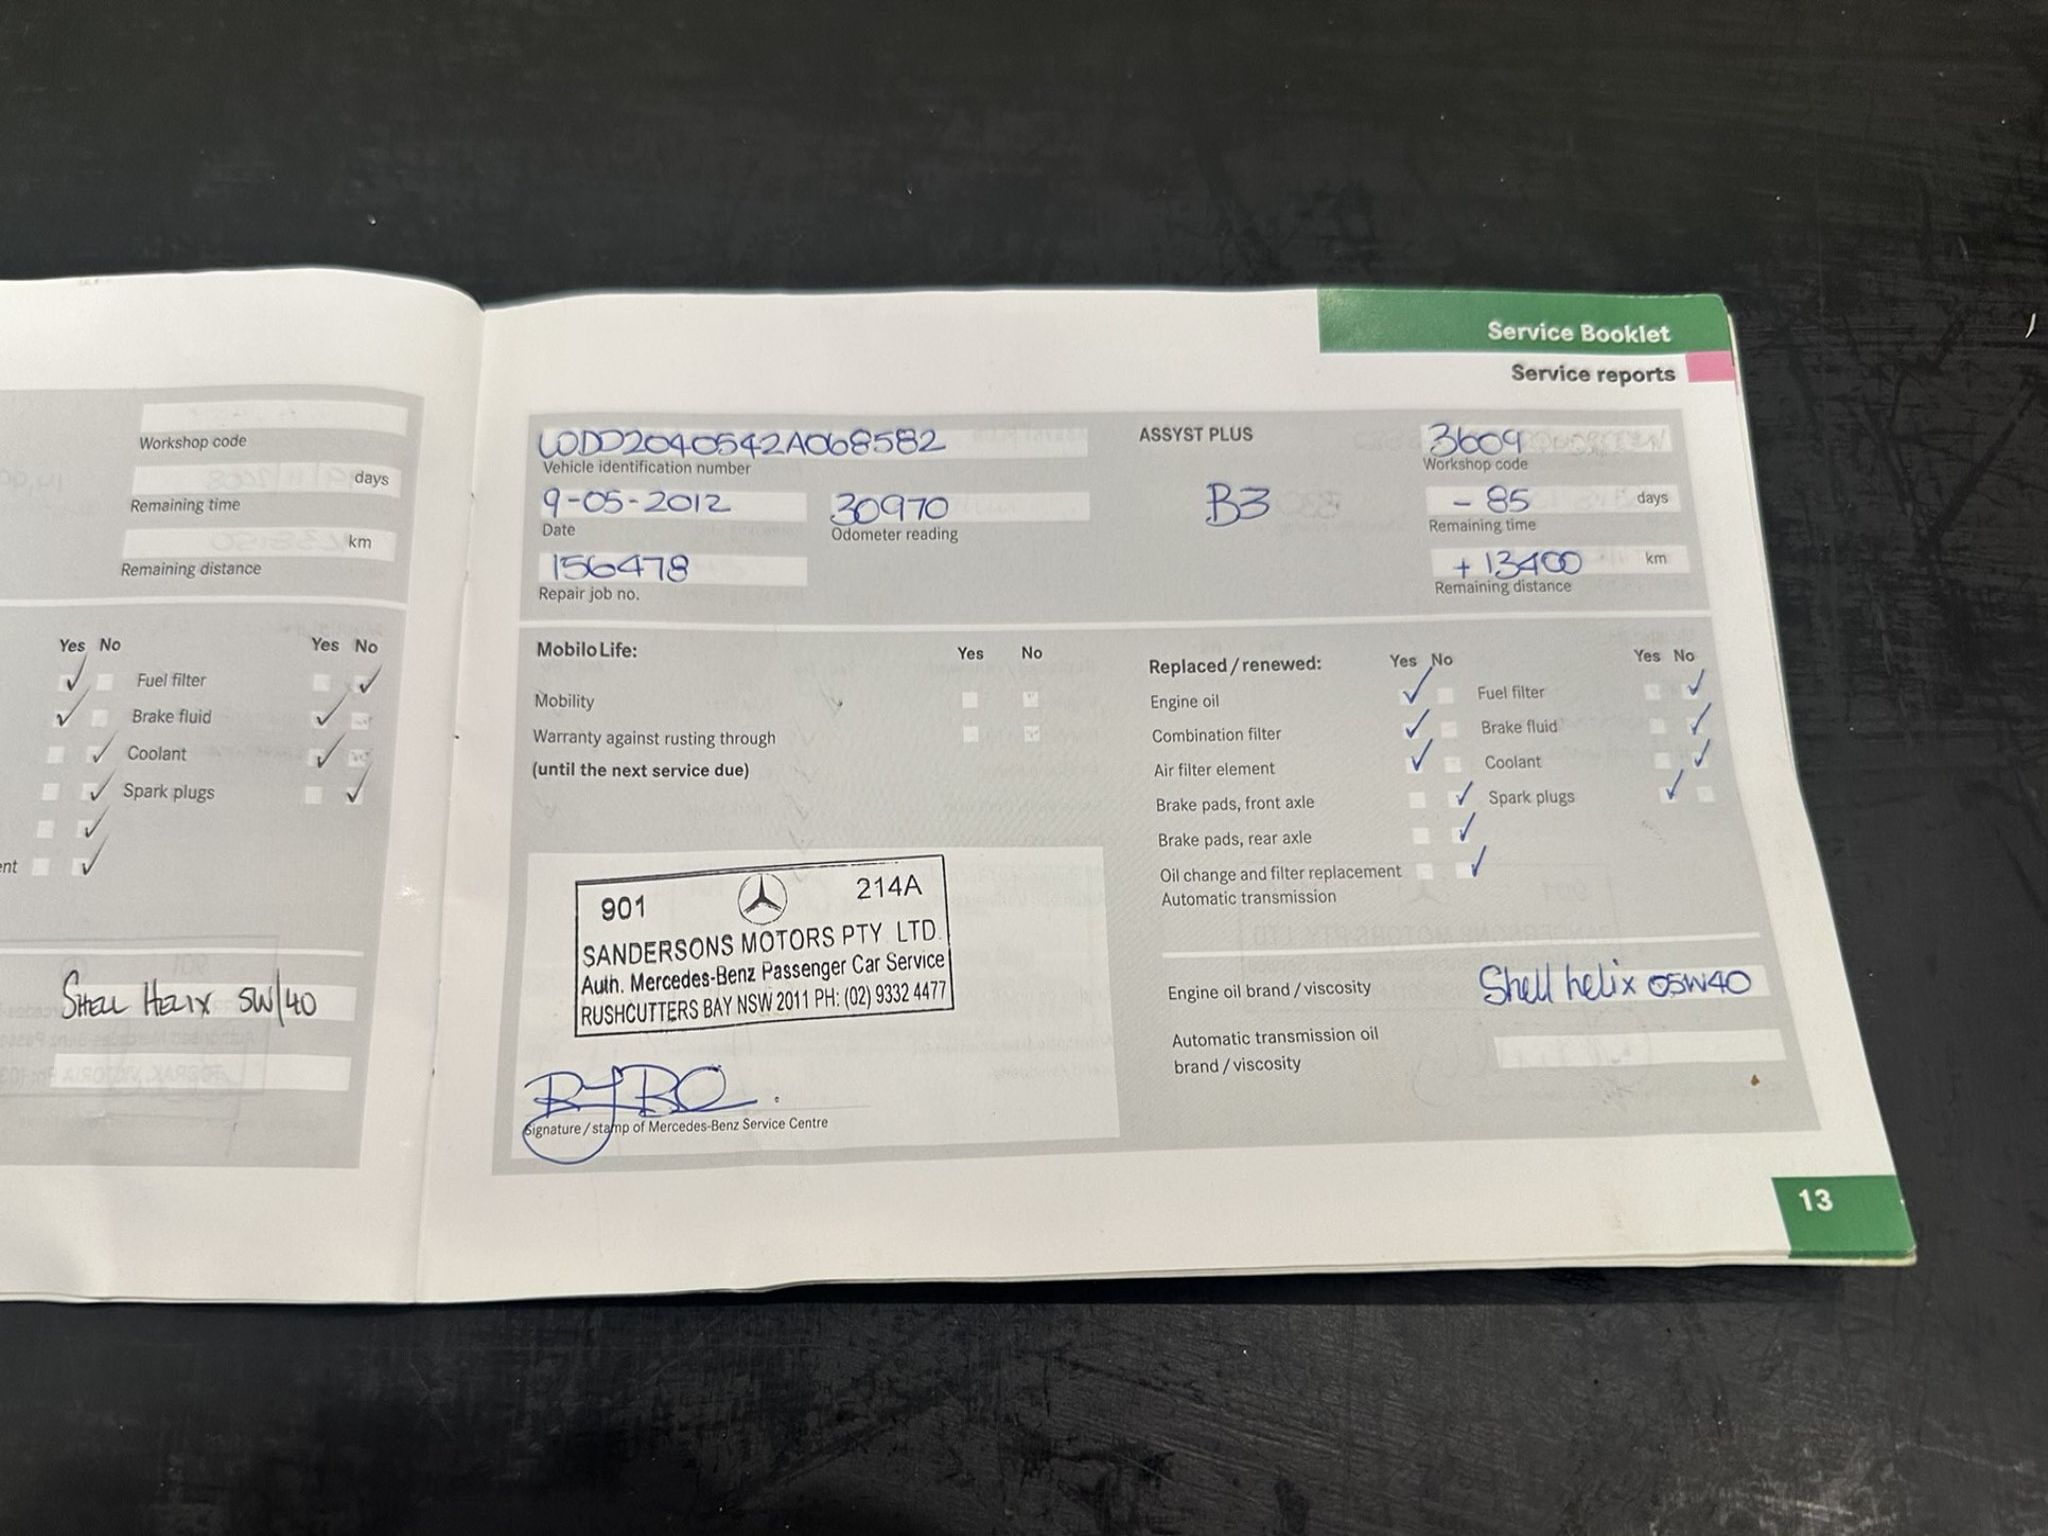 Workshop code
days
Remaining time
km
Remaining distance
Yes No Yes No
Fuel filter
Brake fluid
Coolant
Spark plugs
ent
SHELL HELIX 5W/40
Service Booklet
Service reports
WDD2040542A068582
Vehicle identification number
ASSYST PLUS
3609
Workshop code
9-05-2012
Date
30970
Odometer reading
B3
- 85 days
Remaining time
156478
Repair job no.
+ 13400 km
Remaining distance
MobiloLife: Yes No
Mobility
Warranty against rusting through
(until the next service due)
901 214A
SANDERSONS MOTORS PTY. LTD.
Auth. Mercedes-Benz Passenger Car Service
RUSHCUTTERS BAY NSW 2011 PH: (02) 9332 4477
Signature / stamp of Mercedes-Benz Service Centre
Replaced / renewed: Yes No Yes No
Engine oil Fuel filter
Combination filter Brake fluid
Air filter element Coolant
Brake pads, front axle Spark plugs
Brake pads, rear axle
Oil change and filter replacement
Automatic transmission
Engine oil brand / viscosity Shell helix 05W40
Automatic transmission oil
brand / viscosity
13